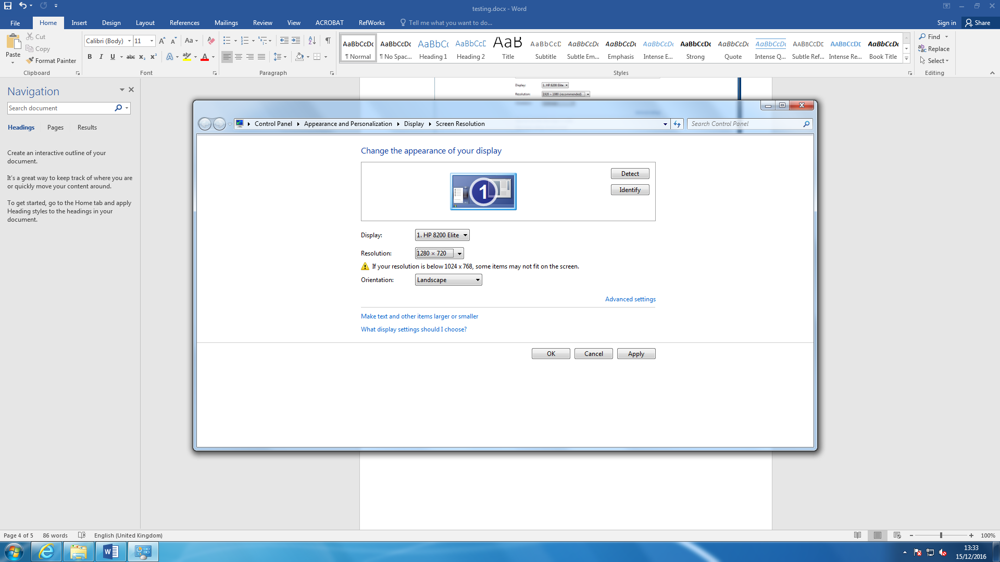 testing.docx - Word
File Home Insert Design Layout References Mailings Review View ACROBAT RefWorks Tell me what you want to do... Sign in Share
Paste
Cut
Copy
Format Painter
Clipboard
Calibri (Body) 11
Font
Paragraph
AaBbCcDc AaBbCcDc AaBbCc AaBbCcD AaB AaBbCcD AaBbCcDc AaBbCcDc AaBbCcDc AaBbCcDc AaBbCcDc AaBbCcDc AABBCCDD AABBCCDD AaBbCcDc
¶ Normal ¶ No Spac... Heading 1 Heading 2 Title Subtitle Subtle Em... Emphasis Intense E... Strong Quote Intense Q... Subtle Ref... Intense Re... Book Title
Styles
Find
Replace
Select
Editing
Navigation
Search document
Headings Pages Results
Create an interactive outline of your
document.
It's a great way to keep track of where you are
or quickly move your content around.
To get started, go to the Home tab and apply
Heading styles to the headings in your
document.
Display: 1. HP 8200 Elite
Resolution: 1920 × 1080 (recommended)
Control Panel Appearance and Personalization Display Screen Resolution
Search Control Panel
Change the appearance of your display
1
Detect
Identify
Display: 1. HP 8200 Elite
Resolution: 1280 × 720
If your resolution is below 1024 x 768, some items may not fit on the screen.
Orientation: Landscape
Advanced settings
Make text and other items larger or smaller
What display settings should I choose?
OK Cancel Apply
Page 4 of 5 86 words English (United Kingdom) 100%
13:33
15/12/2016